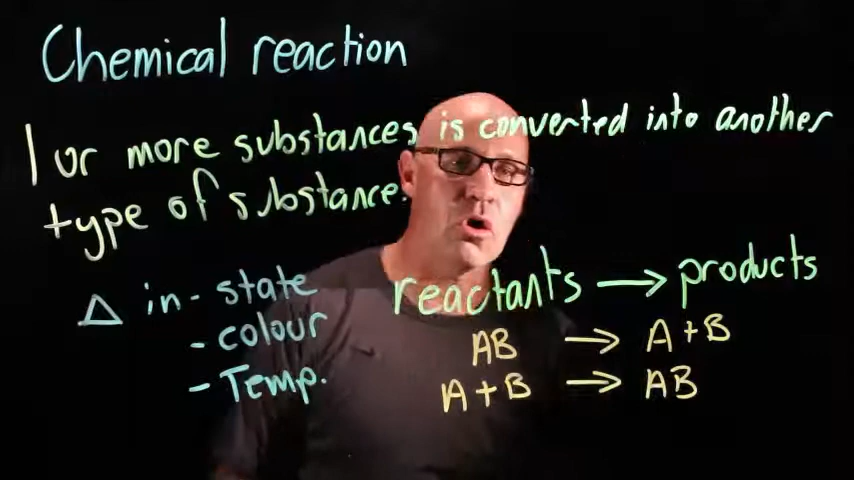 Chemical reaction
1 or more substances is converted into another
type of substance.
Δ in - state
- colour
- Temp.
reactants → products
AB → A + B
A + B → AB